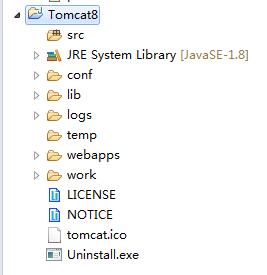 Tomcat8
src
JRE System Library [JavaSE-1.8]
conf
lib
logs
temp
webapps
work
LICENSE
NOTICE
tomcat.ico
Uninstall.exe